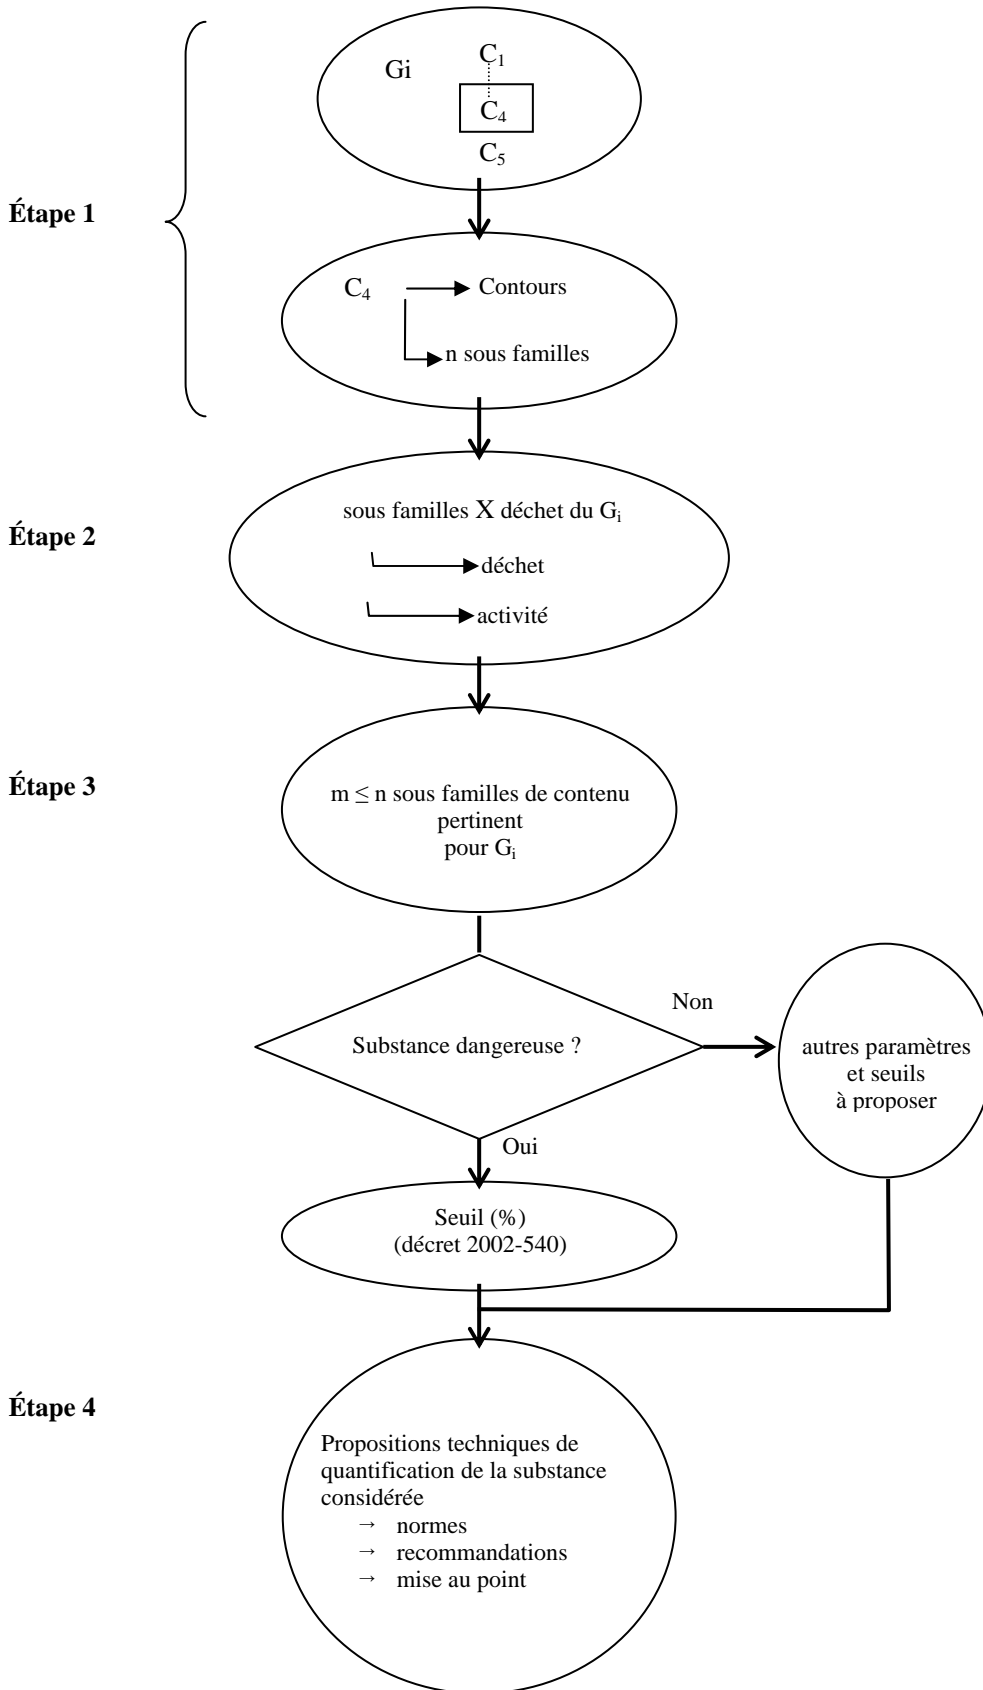 Gi
C₁
C₄
C₅
Étape 1
C₄
Contours
n sous familles
Étape 2
sous familles X déchet du Gᵢ
déchet
activité
Étape 3
m ≤ n sous familles de contenu
pertinent
pour Gᵢ
Non
Substance dangereuse ?
autres paramètres
et seuils
à proposer
Oui
Seuil (%)
(décret 2002-540)
Étape 4
Propositions techniques de
quantification de la substance
considérée
→ normes
→ recommandations
→ mise au point